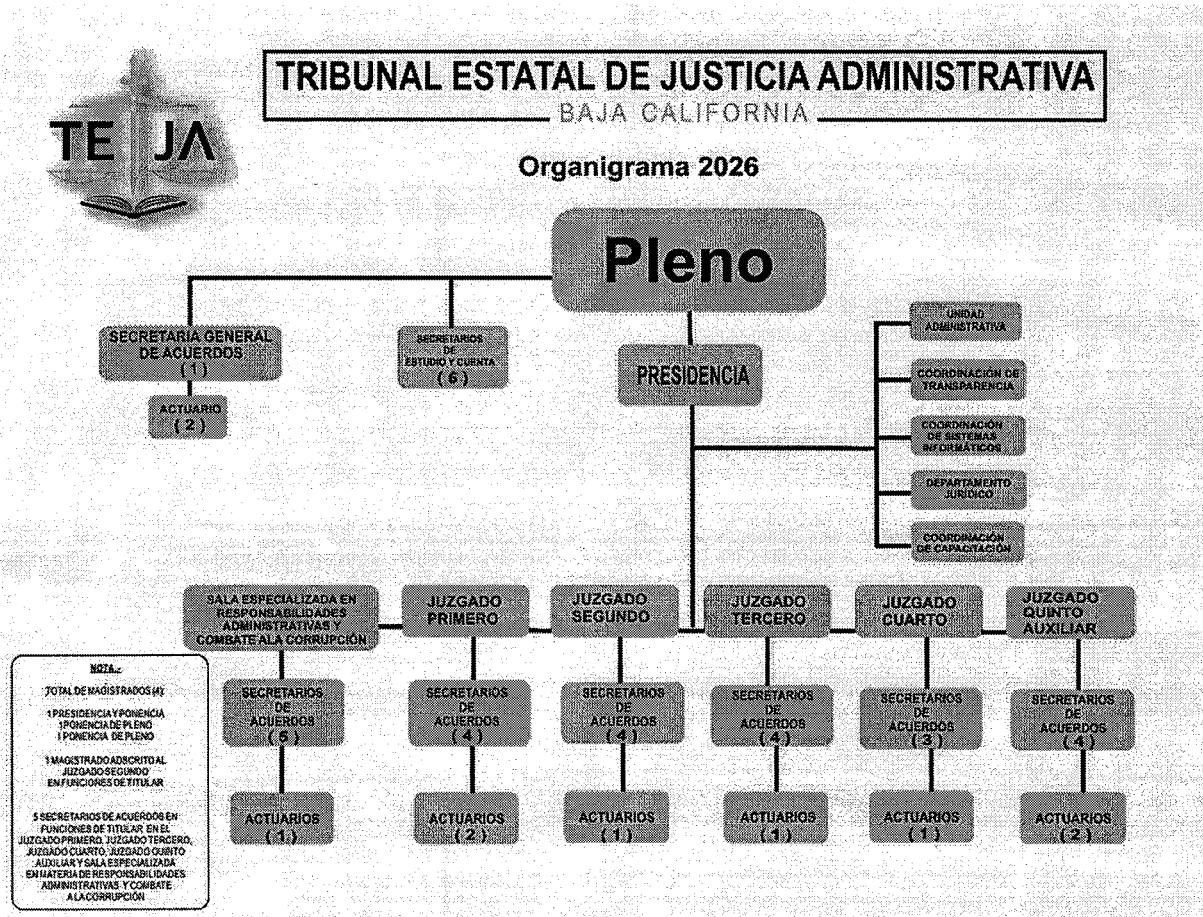 TE JA
TRIBUNAL ESTATAL DE JUSTICIA ADMINISTRATIVA
BAJA CALIFORNIA
Organigrama 2026
Pleno
SECRETARIA GENERAL
DE ACUERDOS
( 1 )
ACTUARIO
( 2 )
SECRETARIOS
DE
ESTUDIO Y CUENTA
( 6 )
PRESIDENCIA
UNIDAD
ADMINISTRATIVA
COORDINACIÓN DE
TRANSPARENCIA
COORDINACIÓN
DE SISTEMAS
INFORMÁTICOS
DEPARTAMENTO
JURIDICO
COORDINACIÓN
DE CAPACITACIÓN
SALA ESPECIALIZADA EN
RESPONSABILIDADES
ADMINISTRATIVAS Y
COMBATE A LA CORRUPCIÓN
SECRETARIOS
DE
ACUERDOS
( 5 )
ACTUARIOS
( 1 )
JUZGADO
PRIMERO
SECRETARIOS
DE
ACUERDOS
( 4 )
ACTUARIOS
( 2 )
JUZGADO
SEGUNDO
SECRETARIOS
DE
ACUERDOS
( 4 )
ACTUARIOS
( 1 )
JUZGADO
TERCERO
SECRETARIOS
DE
ACUERDOS
( 4 )
ACTUARIOS
( 1 )
JUZGADO
CUARTO
SECRETARIOS
DE
ACUERDOS
( 3 )
ACTUARIOS
( 1 )
JUZGADO
QUINTO
AUXILIAR
SECRETARIOS
DE
ACUERDOS
( 4 )
ACTUARIOS
( 2 )
NOTA.-
TOTAL DE MAGISTRADOS (4):
1 PRESIDENCIA Y PONENCIA
1 PONENCIA DE PLENO
1 PONENCIA DE PLENO
1 MAGISTRADO ADSCRITO AL
JUZGADO SEGUNDO
EN FUNCIONES DE TITULAR
5 SECRETARIOS DE ACUERDOS EN
FUNCIONES DE TITULAR EN EL
JUZGADO PRIMERO, JUZGADO TERCERO,
JUZGADO CUARTO, JUZGADO QUINTO
AUXILIAR Y SALA ESPECIALIZADA
EN MATERIA DE RESPONSABILIDADES
ADMINISTRATIVAS Y COMBATE
A LA CORRUPCIÓN